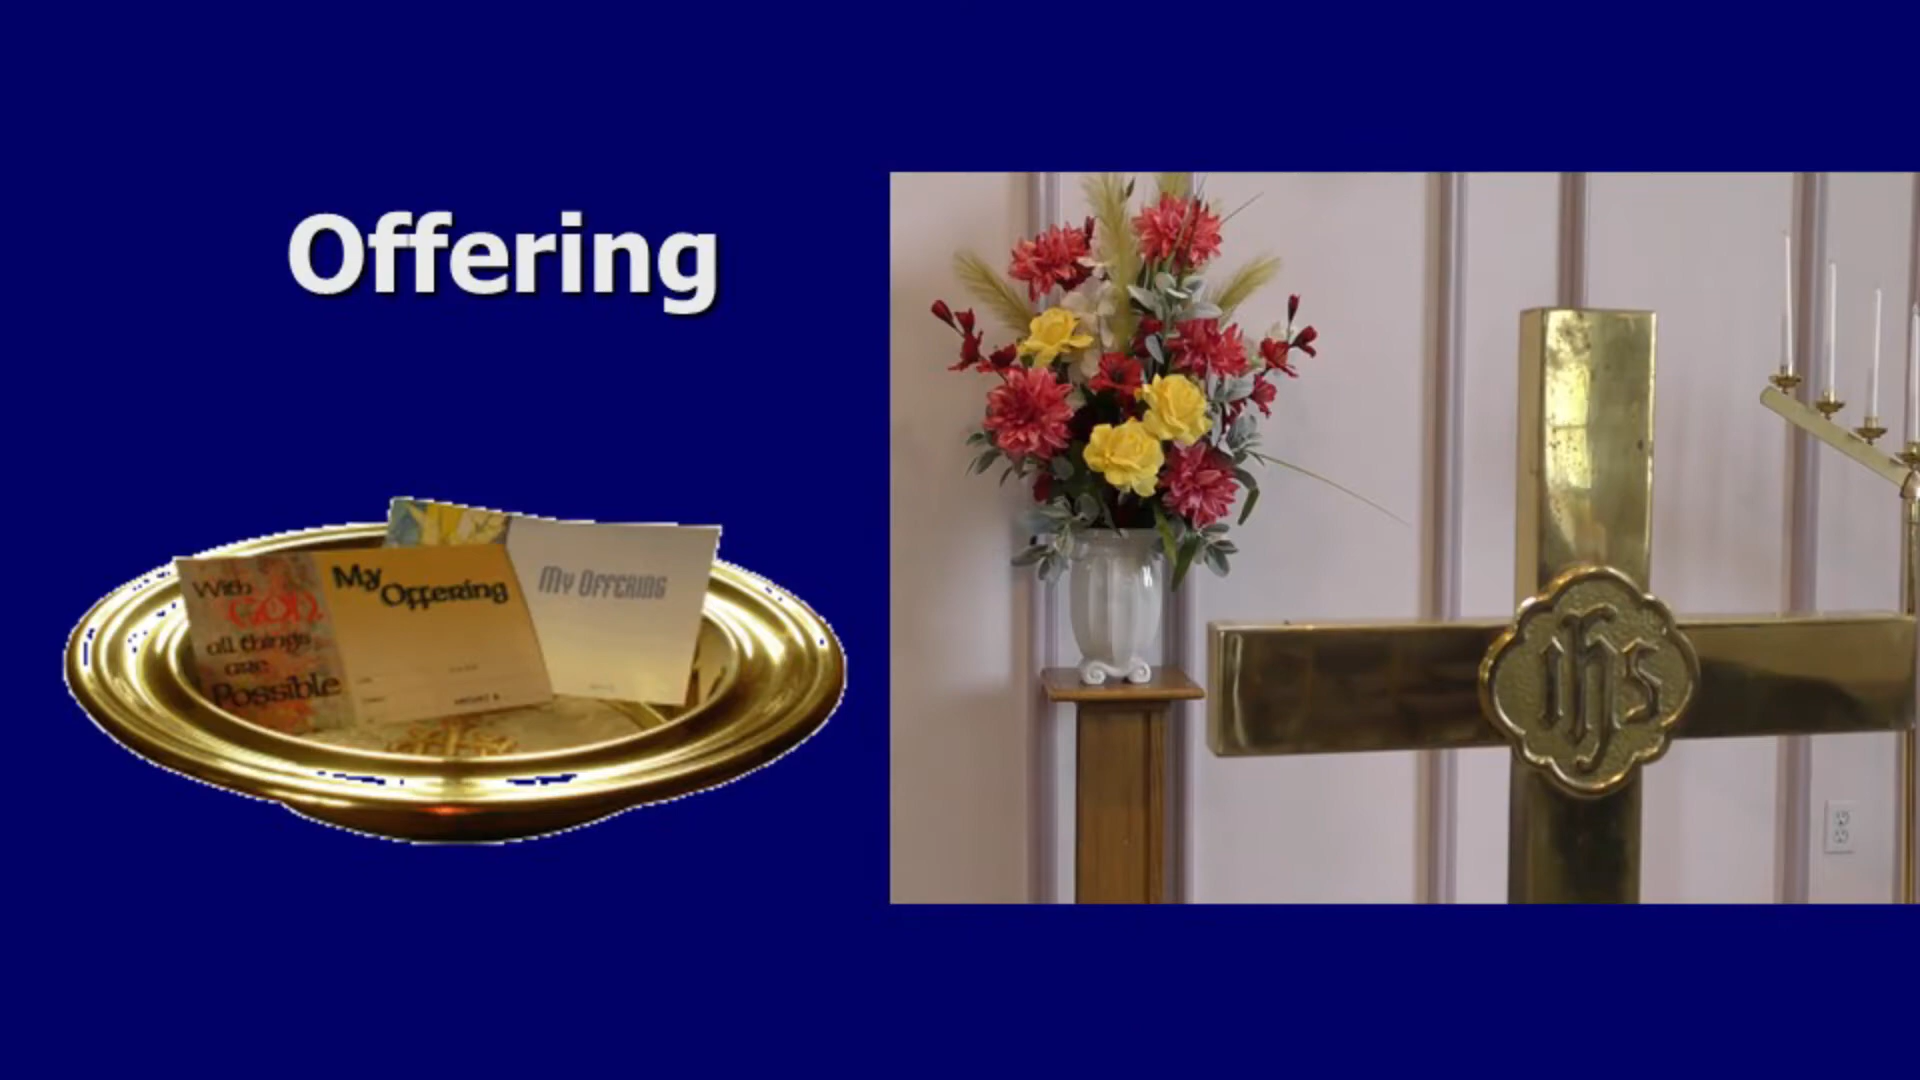 Offering
With
GOD
all things
are
Possible
My
Offering
My Offering
ihs